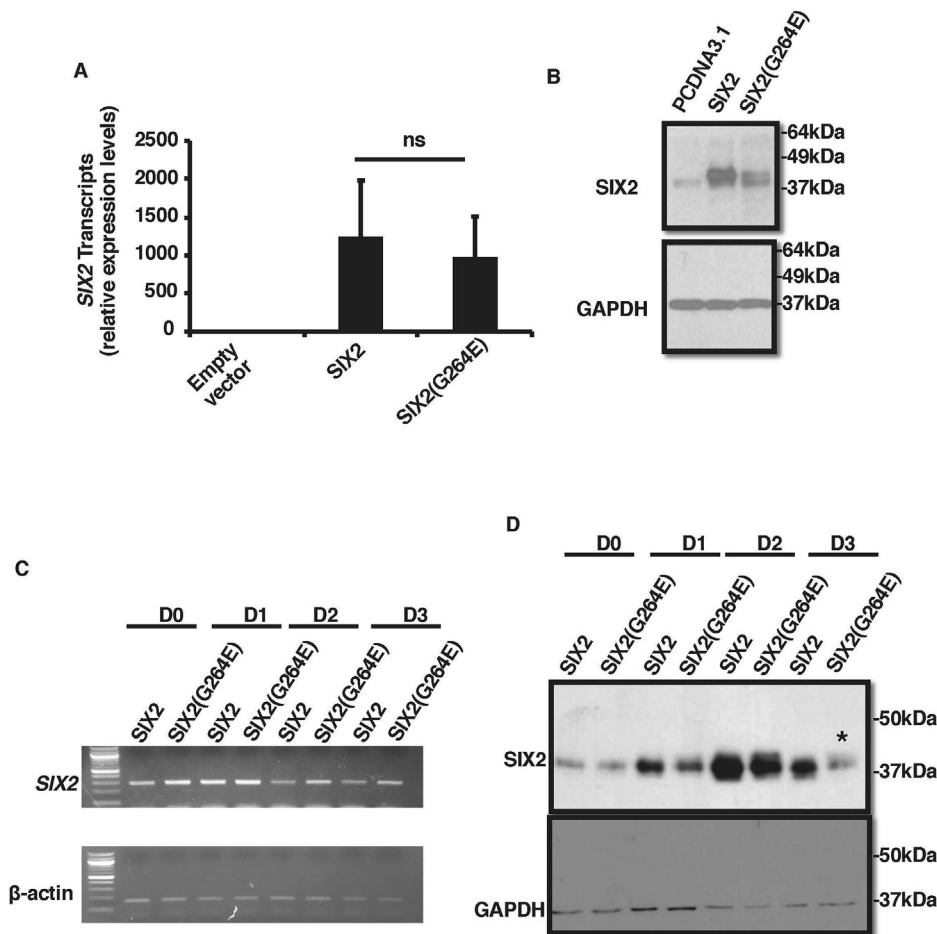 A
SIX2 Transcripts
(relative expression levels)
2500
2000
1500
1000
500
0
ns
Empty
vector
SIX2
SIX2(G264E)
B
PCDNA3.1
SIX2
SIX2(G264E)
SIX2
-64kDa
-49kDa
-37kDa
GAPDH
-64kDa
-49kDa
-37kDa
C
D0
D1
D2
D3
SIX2
SIX2(G264E)
SIX2
SIX2(G264E)
SIX2
SIX2(G264E)
SIX2
SIX2(G264E)
SIX2
β-actin
D
D0
D1
D2
D3
SIX2
SIX2(G264E)
SIX2
SIX2(G264E)
SIX2
SIX2(G264E)
SIX2
SIX2(G264E)
SIX2
*
-50kDa
-37kDa
GAPDH
-50kDa
-37kDa